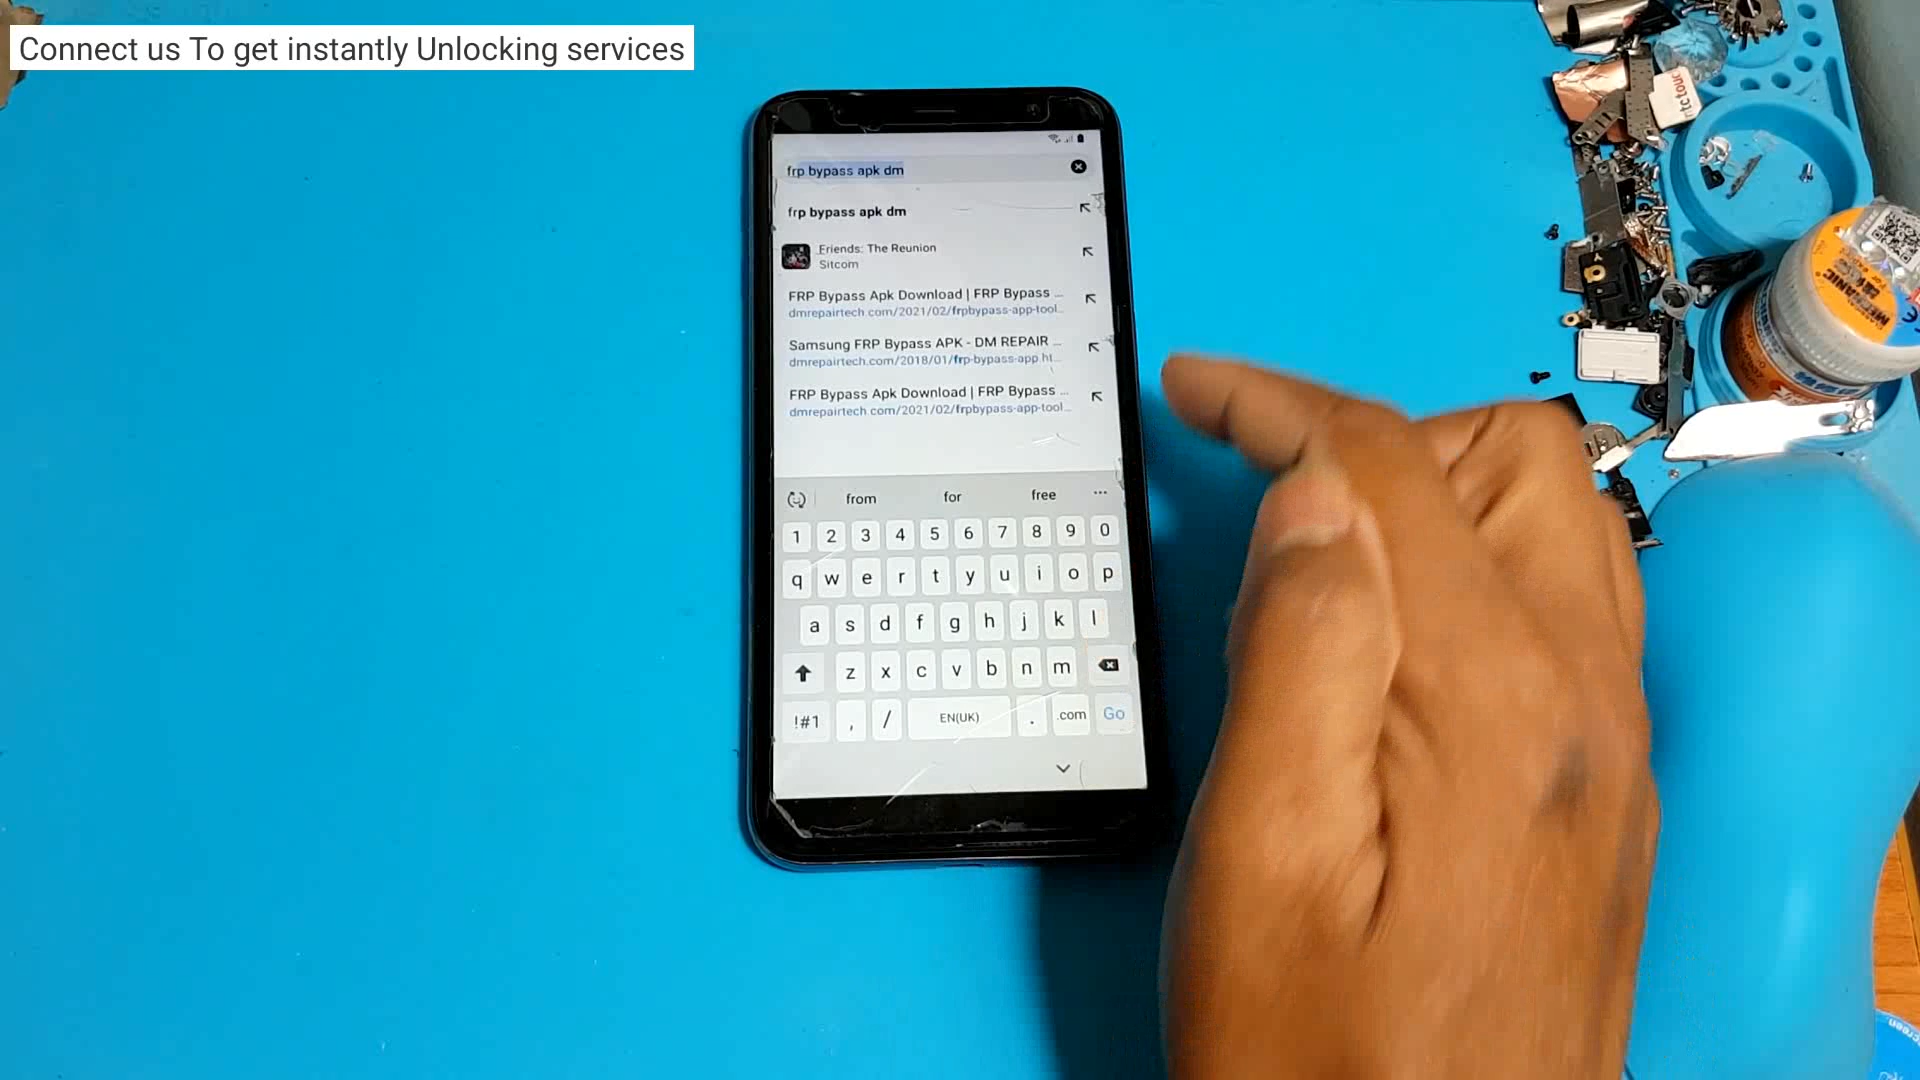 Connect us To get instantly Unlocking services
frp bypass apk dm
frp bypass apk dm
Friends: The Reunion
Sitcom
FRP Bypass Apk Download | FRP Bypass ...
dmrepairtech.com/2021/02/frpbypass-app-tool...
Samsung FRP Bypass APK - DM REPAIR ...
dmrepairtech.com/2018/01/frp-bypass-app.ht...
FRP Bypass Apk Download | FRP Bypass ...
dmrepairtech.com/2021/02/frpbypass-app-tool...
from for free ...
1 2 3 4 5 6 7 8 9 0
q w e r t y u i o p
a s d f g h j k l
z x c v b n m
!#1 , / EN(UK) . .com Go
MECHANIC